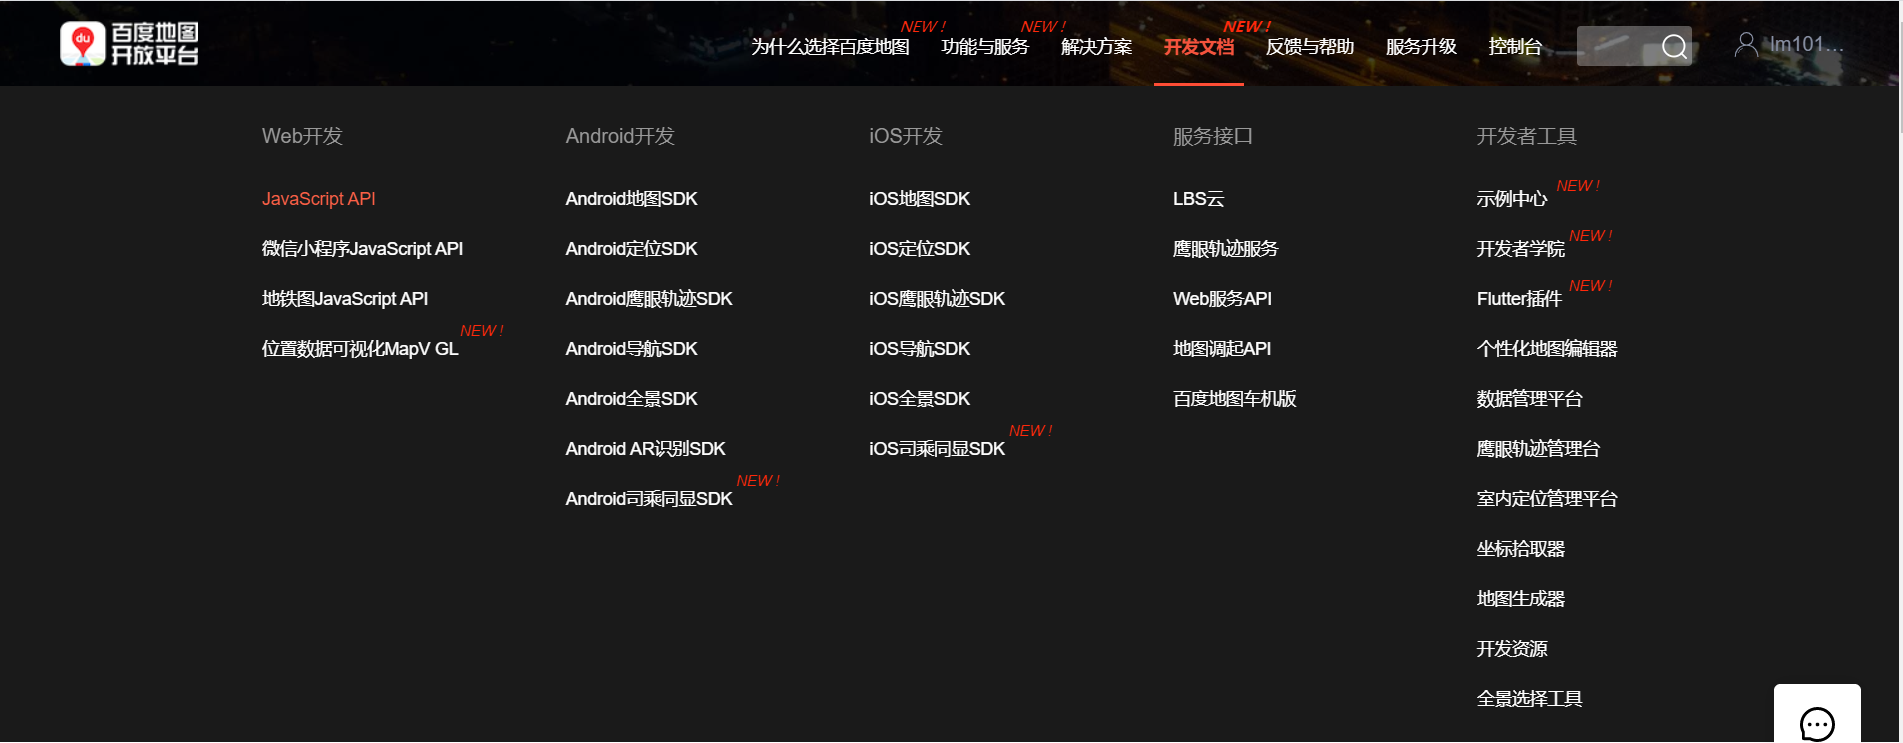 du 百度地图
开放平台
为什么选择百度地图 NEW !
功能与服务 NEW !
解决方案
开发文档 NEW !
反馈与帮助
服务升级
控制台
lm101...
Web开发
JavaScript API
微信小程序JavaScript API
地铁图JavaScript API
位置数据可视化MapV GL NEW !
Android开发
Android地图SDK
Android定位SDK
Android鹰眼轨迹SDK
Android导航SDK
Android全景SDK
Android AR识别SDK
Android司乘同显SDK NEW !
iOS开发
iOS地图SDK
iOS定位SDK
iOS鹰眼轨迹SDK
iOS导航SDK
iOS全景SDK
iOS司乘同显SDK NEW !
服务接口
LBS云
鹰眼轨迹服务
Web服务API
地图调起API
百度地图车机版
开发者工具
示例中心 NEW !
开发者学院 NEW !
Flutter插件 NEW !
个性化地图编辑器
数据管理平台
鹰眼轨迹管理台
室内定位管理平台
坐标拾取器
地图生成器
开发资源
全景选择工具